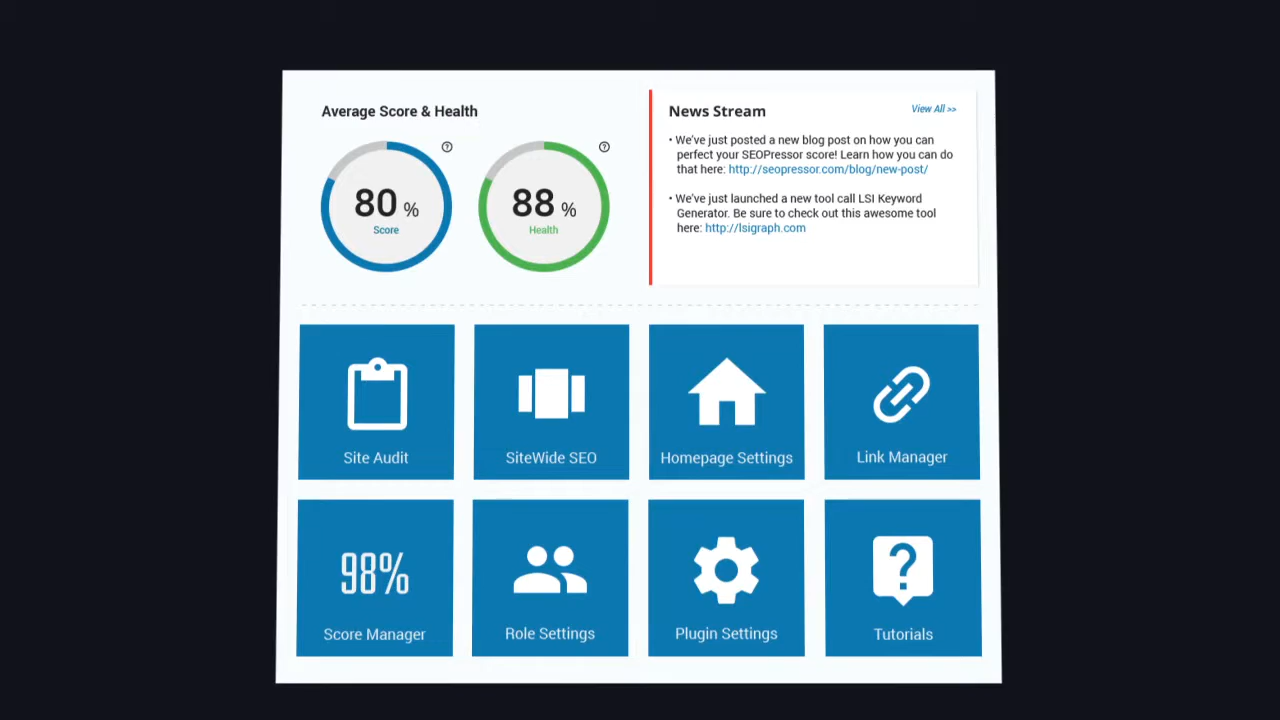 Average Score & Health
?
80 %
Score
?
88 %
Health
News Stream
View All >>
• We've just posted a new blog post on how you can
perfect your SEOPressor score! Learn how you can do
that here: http://seopressor.com/blog/new-post/
• We've just launched a new tool call LSI Keyword
Generator. Be sure to check out this awesome tool
here: http://lsigraph.com
Site Audit
SiteWide SEO
Homepage Settings
Link Manager
98%
Score Manager
Role Settings
Plugin Settings
?
Tutorials